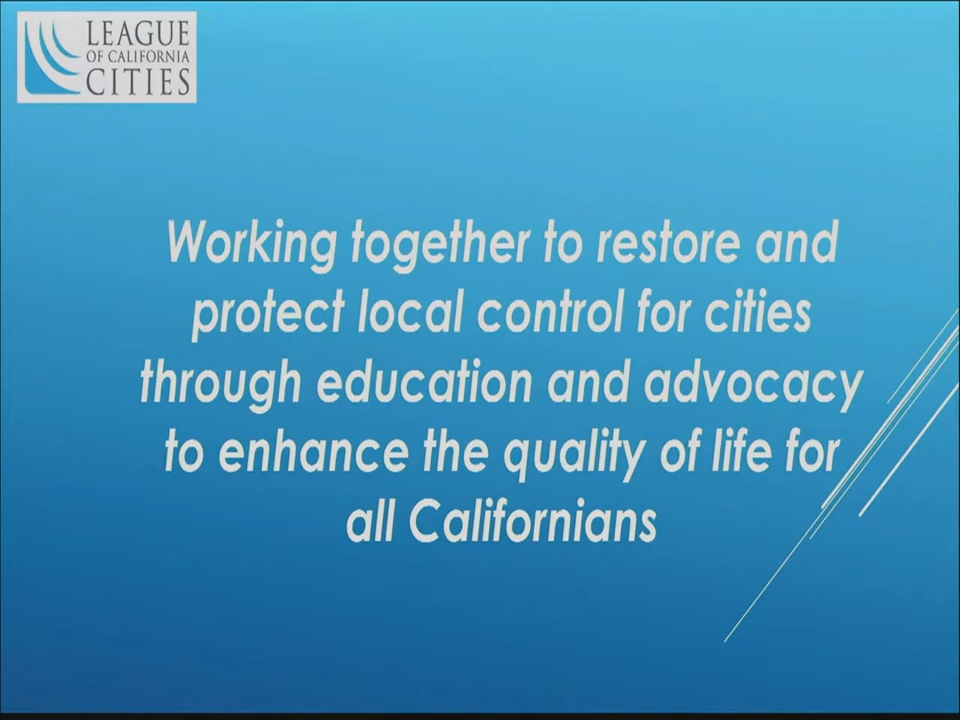 LEAGUE
OF CALIFORNIA
CITIES
Working together to restore and
protect local control for cities
through education and advocacy
to enhance the quality of life for
all Californians